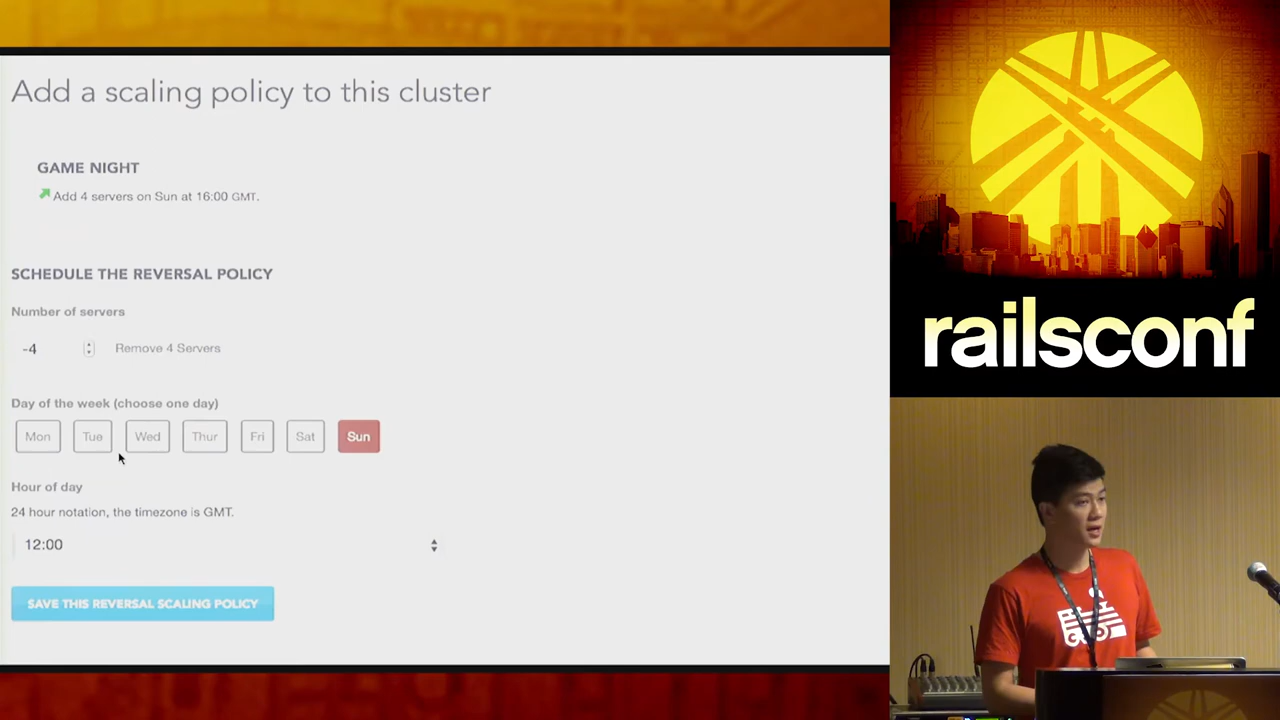 Add a scaling policy to this cluster
GAME NIGHT
Add 4 servers on Sun at 16:00 GMT.
SCHEDULE THE REVERSAL POLICY
Number of servers
-4 Remove 4 Servers
Day of the week (choose one day)
Mon Tue Wed Thur Fri Sat Sun
Hour of day
24 hour notation, the timezone is GMT.
12:00
SAVE THIS REVERSAL SCALING POLICY
railsconf